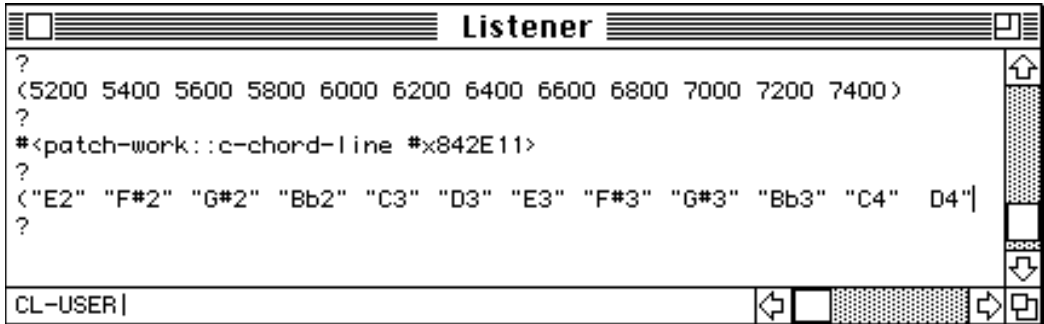 Listener
?
(5200 5400 5600 5800 6000 6200 6400 6600 6800 7000 7200 7400)
?
#<patch-work::c-chord-line #x842E11>
?
("E2" "F#2" "G#2" "Bb2" "C3" "D3" "E3" "F#3" "G#3" "Bb3" "C4"  D4"|
?
CL-USER|